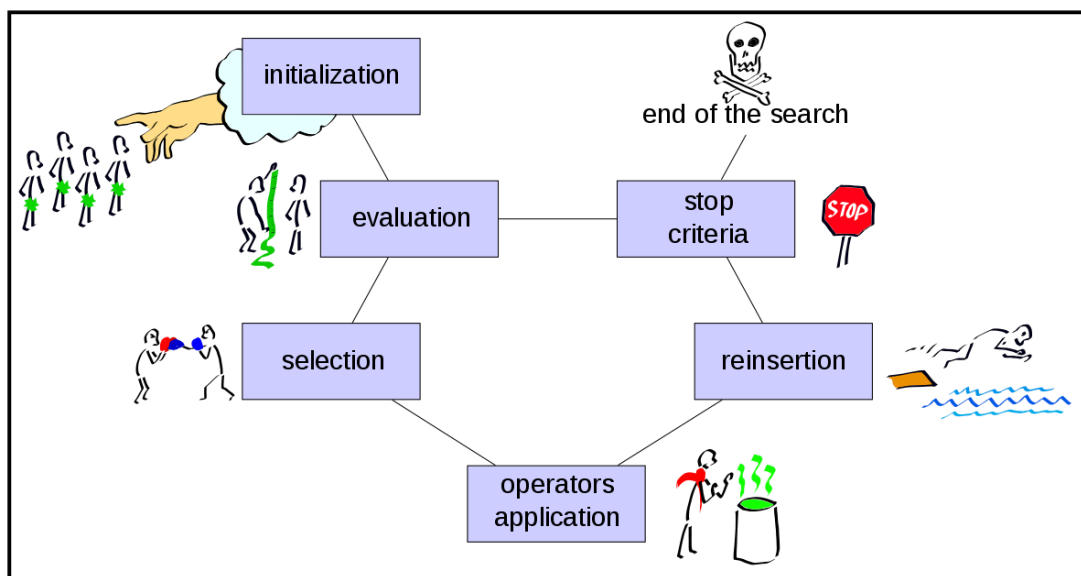 initialization
end of the search
evaluation
stop
criteria
STOP
selection
reinsertion
operators
application